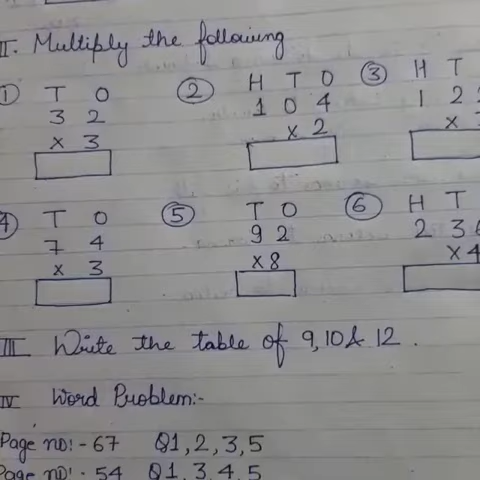 II. Multiply the following
① T O ② H T O ③ H T
3 2 1 0 4 1 2
x 3 x 2 x
④ T O ⑤ T O ⑥ H T
7 4 9 2 2 3
x 3 x 8 x 4
III Write the table of 9, 10 & 12.
IV Word Problem:-
Page no:- 67 Q1, 2, 3, 5
Page no:- 54 Q1, 3, 4, 5